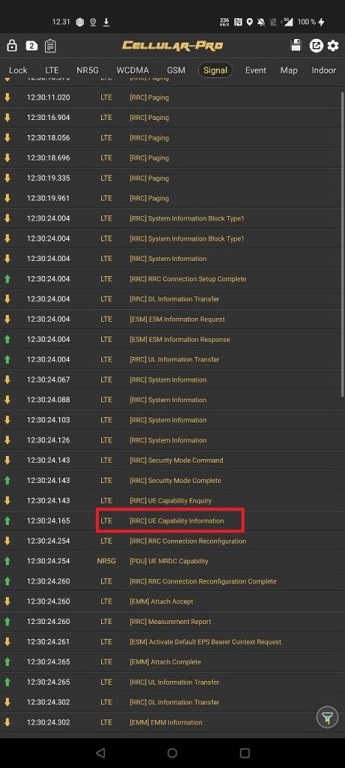 12.31 100 %
2 Cellular-Pro
Lock LTE NR5G WCDMA GSM Signal Event Map Indoor
12:30:11.020 LTE [RRC] Paging
12:30:16.904 LTE [RRC] Paging
12:30:18.056 LTE [RRC] Paging
12:30:18.696 LTE [RRC] Paging
12:30:19.335 LTE [RRC] Paging
12:30:19.961 LTE [RRC] Paging
12:30:24.004 LTE [RRC] System Information Block Type1
12:30:24.004 LTE [RRC] System Information Block Type1
12:30:24.004 LTE [RRC] System Information
12:30:24.004 LTE [RRC] RRC Connection Setup Complete
12:30:24.004 LTE [RRC] DL Information Transfer
12:30:24.004 LTE [ESM] ESM Information Request
12:30:24.004 LTE [ESM] ESM Information Response
12:30:24.004 LTE [RRC] UL Information Transfer
12:30:24.067 LTE [RRC] System Information
12:30:24.088 LTE [RRC] System Information
12:30:24.103 LTE [RRC] System Information
12:30:24.126 LTE [RRC] System Information
12:30:24.143 LTE [RRC] Security Mode Command
12:30:24.143 LTE [RRC] Security Mode Complete
12:30:24.143 LTE [RRC] UE Capability Enquiry
12:30:24.165 LTE [RRC] UE Capability Information
12:30:24.254 LTE [RRC] RRC Connection Reconfiguration
12:30:24.254 NR5G [PDU] UE MRDC Capability
12:30:24.260 LTE [RRC] RRC Connection Reconfiguration Complete
12:30:24.260 LTE [EMM] Attach Accept
12:30:24.260 LTE [RRC] Measurement Report
12:30:24.261 LTE [ESM] Activate Default EPS Bearer Context Request
12:30:24.265 LTE [EMM] Attach Complete
12:30:24.265 LTE [RRC] UL Information Transfer
12:30:24.302 LTE [RRC] DL Information Transfer
12:30:24.302 LTE [EMM] EMM Information